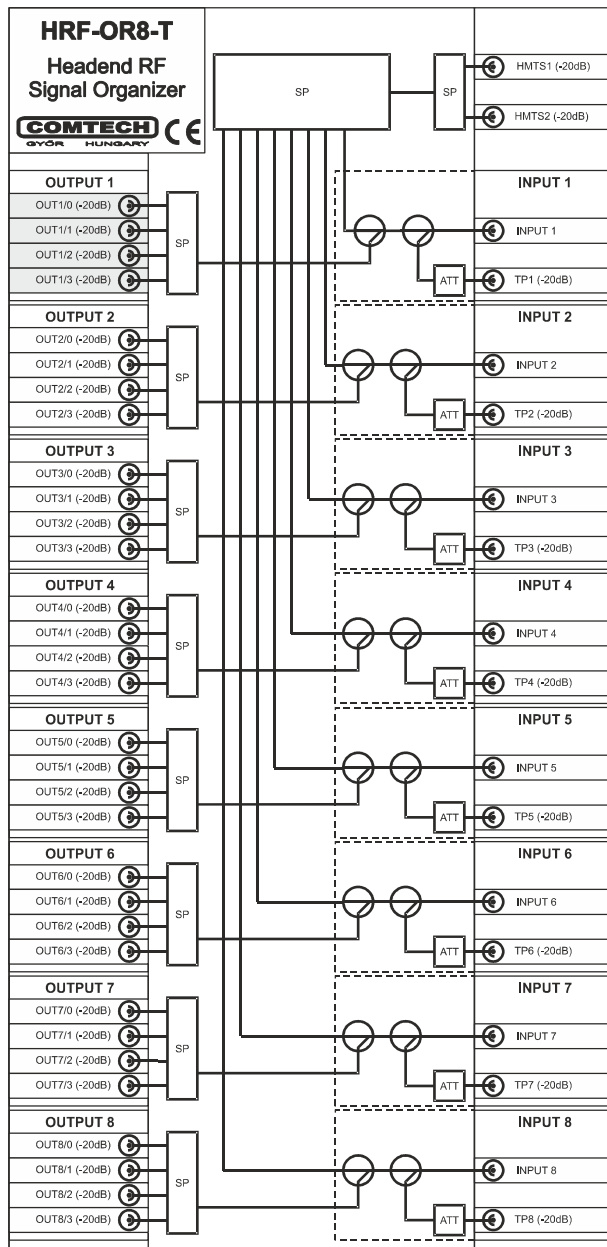 HRF-OR8-T
Headend RF
Signal Organizer
COMTECH CE
GYŐR HUNGARY
SP
SP
HMTS1 (-20dB)
HMTS2 (-20dB)
OUTPUT 1
INPUT 1
OUT1/0 (-20dB)
OUT1/1 (-20dB)
OUT1/2 (-20dB)
OUT1/3 (-20dB)
SP
INPUT 1
ATT
TP1 (-20dB)
OUTPUT 2
INPUT 2
OUT2/0 (-20dB)
OUT2/1 (-20dB)
OUT2/2 (-20dB)
OUT2/3 (-20dB)
SP
INPUT 2
ATT
TP2 (-20dB)
OUTPUT 3
INPUT 3
OUT3/0 (-20dB)
OUT3/1 (-20dB)
OUT3/2 (-20dB)
OUT3/3 (-20dB)
SP
INPUT 3
ATT
TP3 (-20dB)
OUTPUT 4
INPUT 4
OUT4/0 (-20dB)
OUT4/1 (-20dB)
OUT4/2 (-20dB)
OUT4/3 (-20dB)
SP
INPUT 4
ATT
TP4 (-20dB)
OUTPUT 5
INPUT 5
OUT5/0 (-20dB)
OUT5/1 (-20dB)
OUT5/2 (-20dB)
OUT5/3 (-20dB)
SP
INPUT 5
ATT
TP5 (-20dB)
OUTPUT 6
INPUT 6
OUT6/0 (-20dB)
OUT6/1 (-20dB)
OUT6/2 (-20dB)
OUT6/3 (-20dB)
SP
INPUT 6
ATT
TP6 (-20dB)
OUTPUT 7
INPUT 7
OUT7/0 (-20dB)
OUT7/1 (-20dB)
OUT7/2 (-20dB)
OUT7/3 (-20dB)
SP
INPUT 7
ATT
TP7 (-20dB)
OUTPUT 8
INPUT 8
OUT8/0 (-20dB)
OUT8/1 (-20dB)
OUT8/2 (-20dB)
OUT8/3 (-20dB)
SP
INPUT 8
ATT
TP8 (-20dB)